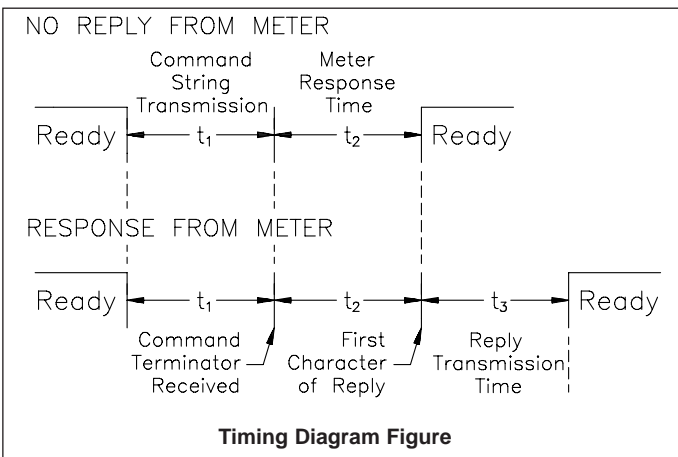 NO REPLY FROM METER
Command
String
Transmission
Meter
Response
Time
Ready
t₁
t₂
Ready
RESPONSE FROM METER
Ready
t₁
t₂
t₃
Ready
Command
Terminator
Received
First
Character
of Reply
Reply
Transmission
Time
Timing Diagram Figure